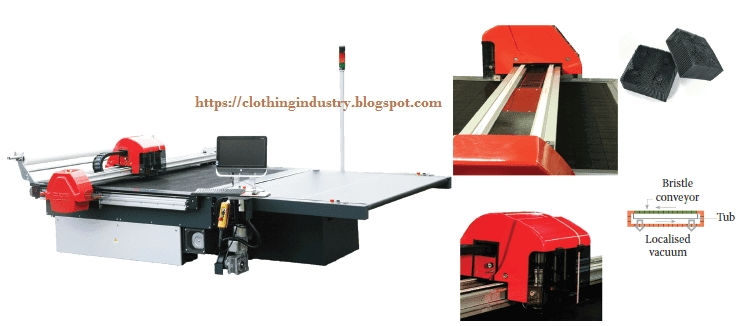 https://clothingindustry.blogspot.com
Bristle
conveyor
Tub
Localised
vacuum